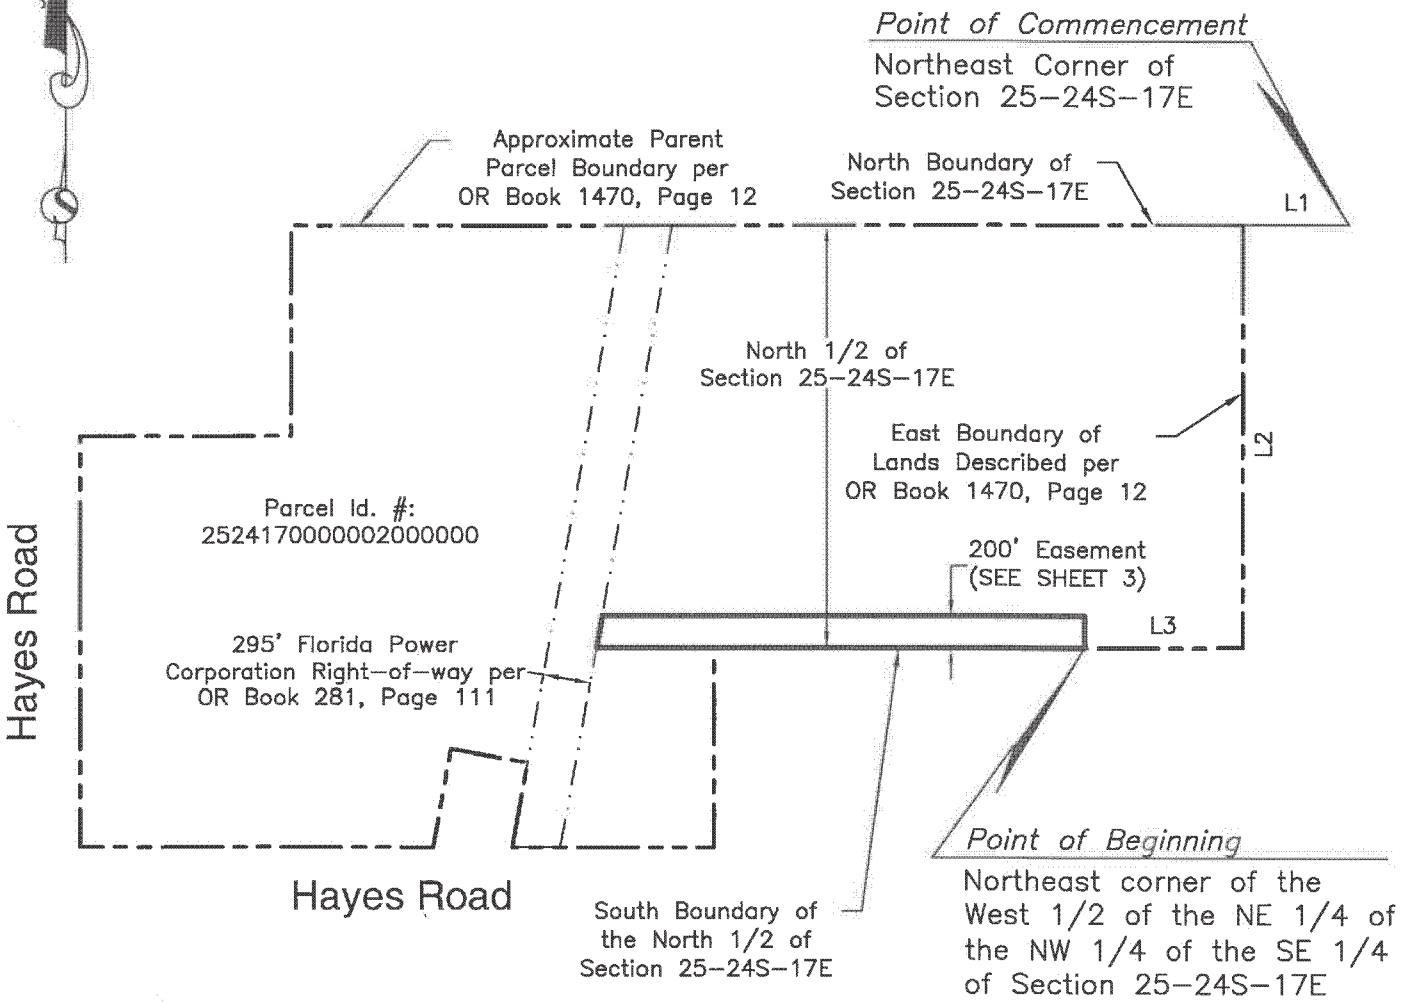 Point of Commencement
Northeast Corner of
Section 25-24S-17E
Approximate Parent
Parcel Boundary per
OR Book 1470, Page 12
North Boundary of
Section 25-24S-17E
L1
North 1/2 of
Section 25-24S-17E
East Boundary of
Lands Described per
OR Book 1470, Page 12
L2
Parcel Id. #:
2524170000002000000
200' Easement
(SEE SHEET 3)
Hayes Road
295' Florida Power
Corporation Right-of-way per
OR Book 281, Page 111
L3
Point of Beginning
Northeast corner of the
West 1/2 of the NE 1/4 of
the NW 1/4 of the SE 1/4
of Section 25-24S-17E
Hayes Road
South Boundary of
the North 1/2 of
Section 25-24S-17E